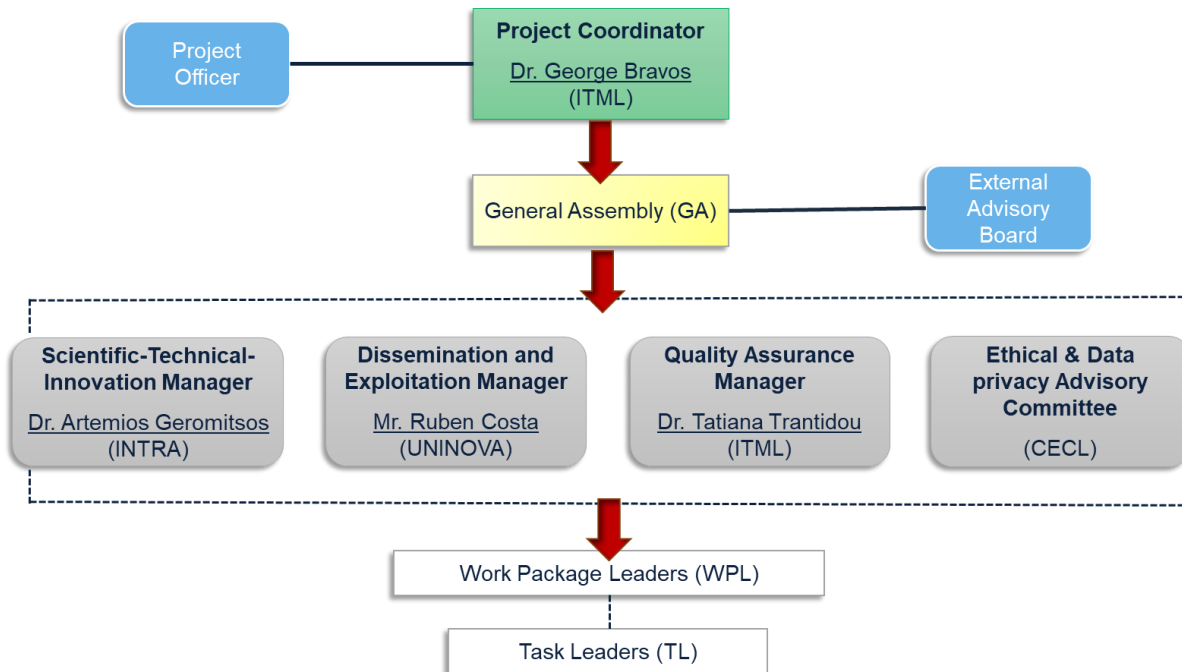 Project
Officer
Project Coordinator
Dr. George Bravos
(ITML)
General Assembly (GA)
External
Advisory
Board
Scientific-Technical-
Innovation Manager
Dr. Artemios Geromitsos
(INTRA)
Dissemination and
Exploitation Manager
Mr. Ruben Costa
(UNINOVA)
Quality Assurance
Manager
Dr. Tatiana Trantidou
(ITML)
Ethical & Data
privacy Advisory
Committee
(CECL)
Work Package Leaders (WPL)
Task Leaders (TL)